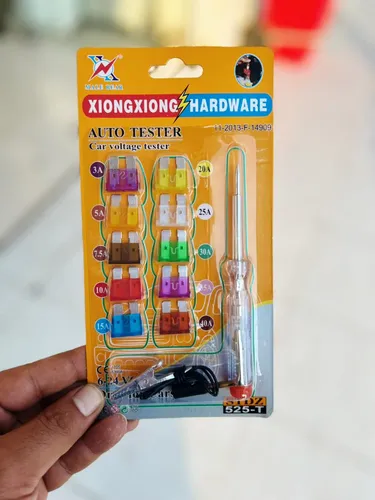 XIONGXIONG HARDWARE
AUTO TESTER
11-2013-F-14909
Car voltage tester
3A
20A
5A
25A
7.5A
30A
10A
15A
40A
CE
525-T